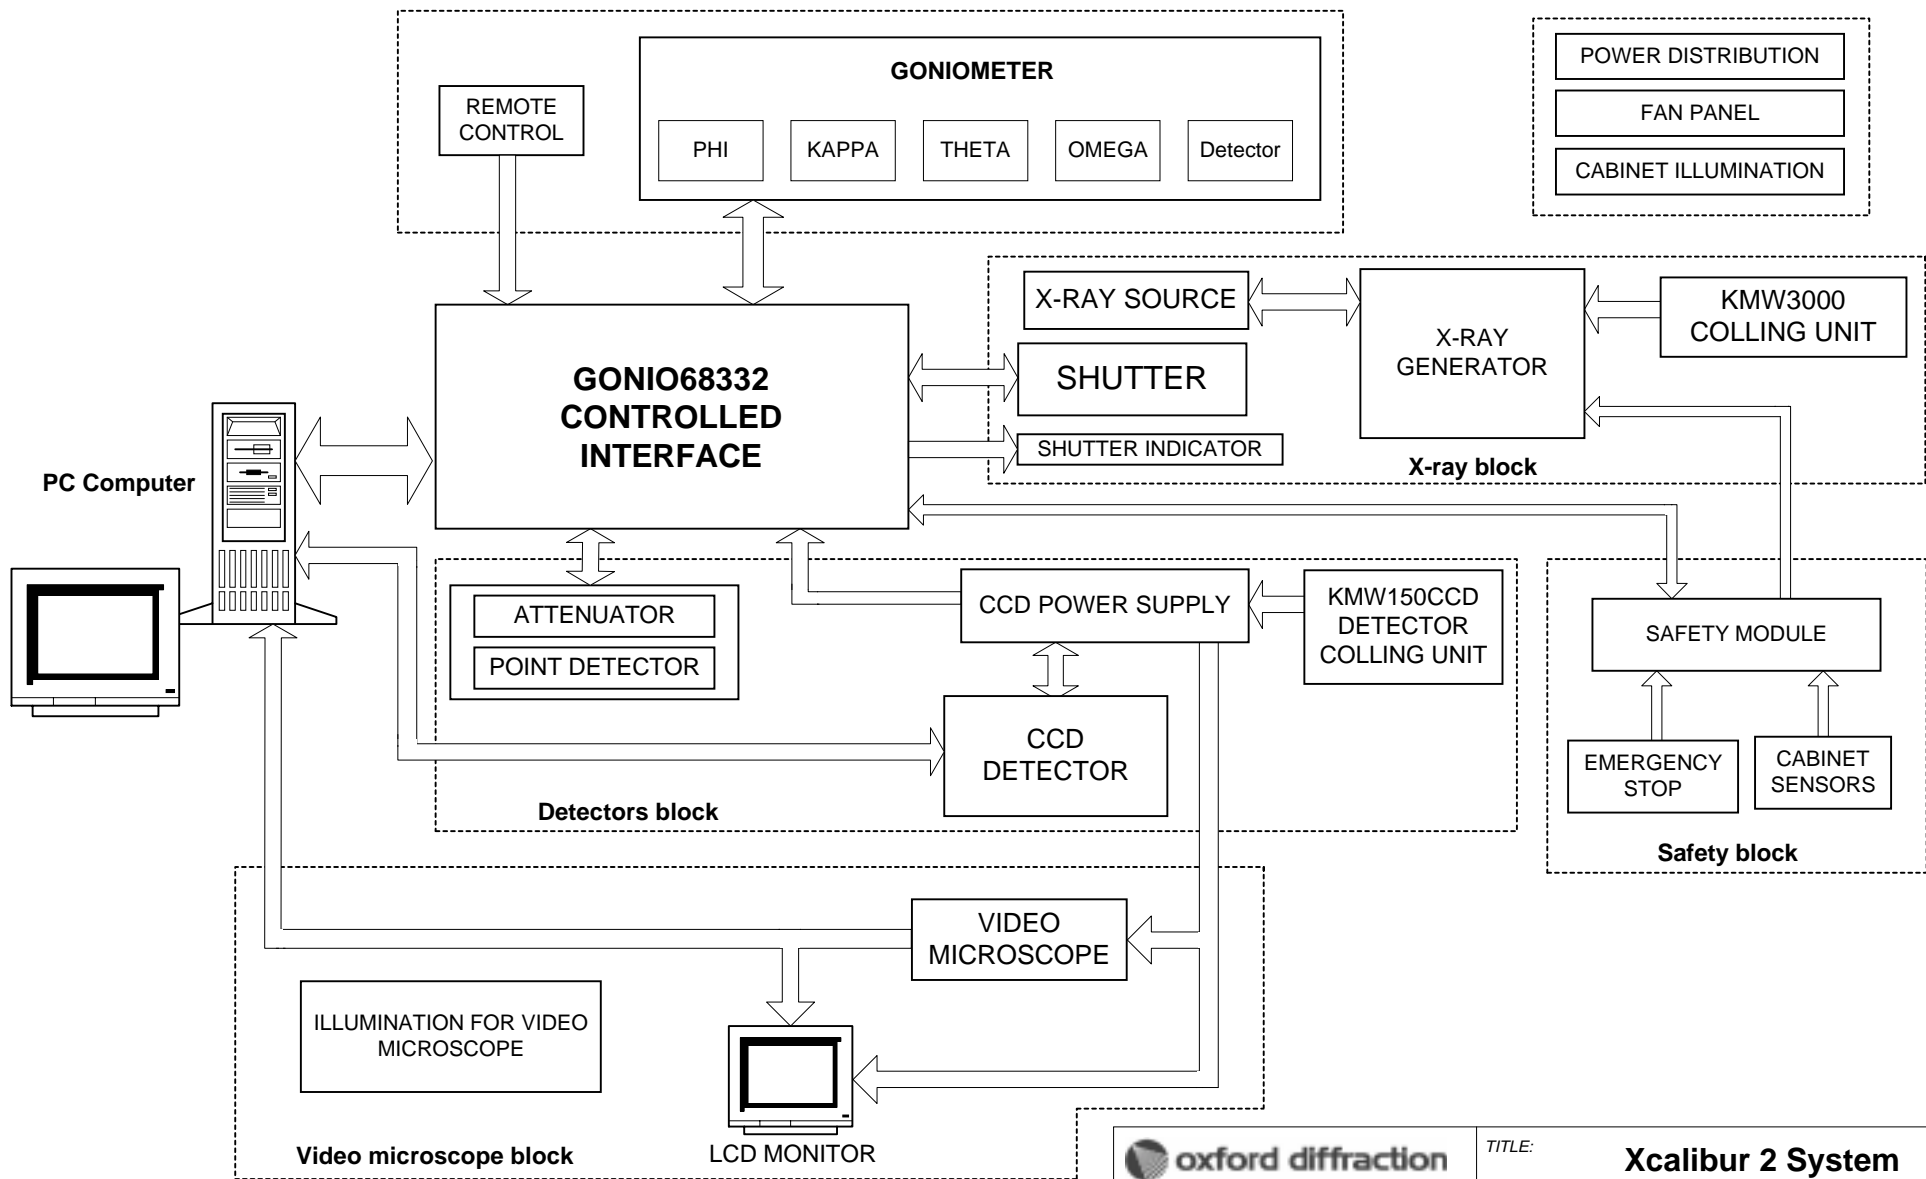 GONIOMETER
REMOTE
CONTROL
PHI
KAPPA
THETA
OMEGA
Detector
POWER DISTRIBUTION
FAN PANEL
CABINET ILLUMINATION
X-RAY SOURCE
X-RAY
GENERATOR
KMW3000
COLLING UNIT
SHUTTER
SHUTTER INDICATOR
X-ray block
GONIO68332
CONTROLLED
INTERFACE
PC Computer
ATTENUATOR
POINT DETECTOR
CCD POWER SUPPLY
KMW150CCD
DETECTOR
COLLING UNIT
CCD
DETECTOR
Detectors block
SAFETY MODULE
EMERGENCY
STOP
CABINET
SENSORS
Safety block
VIDEO
MICROSCOPE
ILLUMINATION FOR VIDEO
MICROSCOPE
LCD MONITOR
Video microscope block
oxford diffraction
TITLE:
Xcalibur 2 System